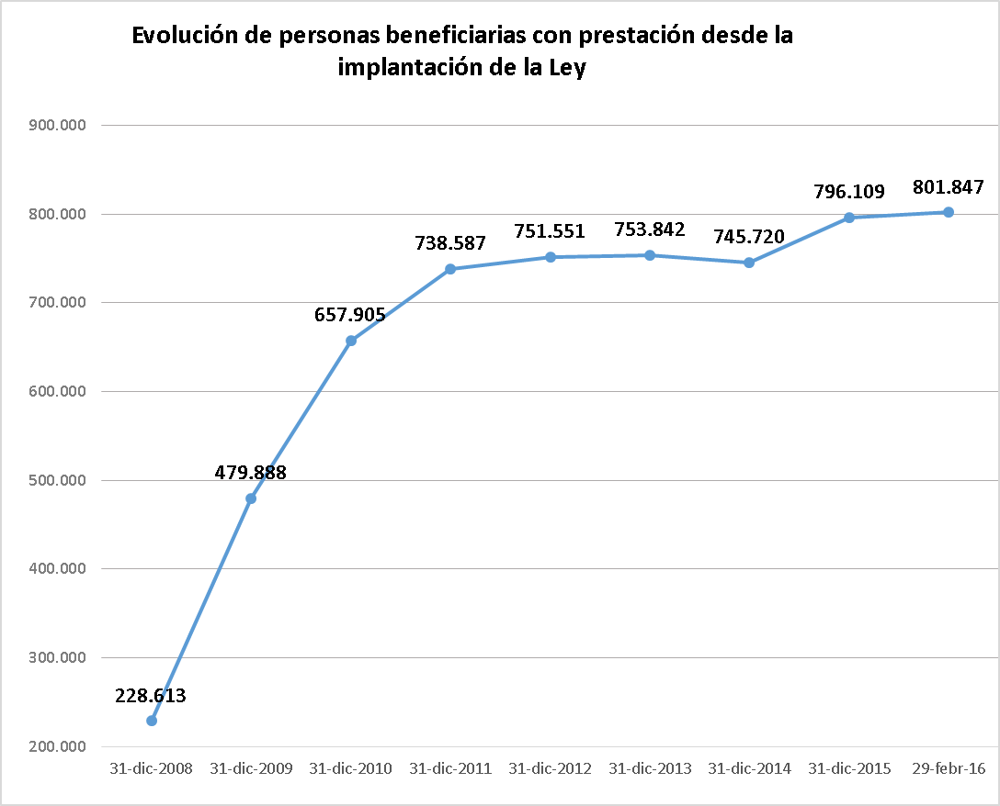 Evolución de personas beneficiarias con prestación desde la
implantación de la Ley
900.000
800.000
700.000
600.000
500.000
400.000
300.000
200.000
228.613
479.888
657.905
738.587
751.551
753.842
745.720
796.109
801.847
31-dic-2008
31-dic-2009
31-dic-2010
31-dic-2011
31-dic-2012
31-dic-2013
31-dic-2014
31-dic-2015
29-febr-16